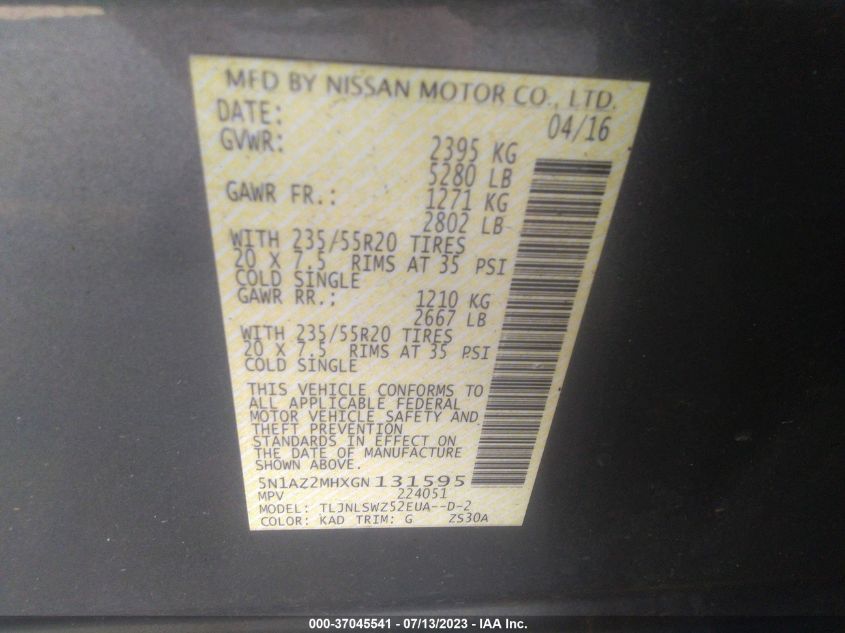 MFD BY NISSAN MOTOR CO., LTD.
DATE: 04/16
GVWR: 2395 KG
5280 LB
GAWR FR.: 1271 KG
2802 LB
WITH 235/55R20 TIRES
20 X 7.5 RIMS AT 35 PSI
COLD SINGLE
GAWR RR.: 1210 KG
2667 LB
WITH 235/55R20 TIRES
20 X 7.5 RIMS AT 35 PSI
COLD SINGLE
THIS VEHICLE CONFORMS TO
ALL APPLICABLE FEDERAL
MOTOR VEHICLE SAFETY AND
THEFT PREVENTION
STANDARDS IN EFFECT ON
THE DATE OF MANUFACTURE
SHOWN ABOVE.
5N1AZ2MHXGN131595
MPV 224051
MODEL: TLJNLSWZ52EUA--D-2
COLOR: KAD TRIM: G ZS30A
000-37045541 - 07/13/2023 - IAA Inc.